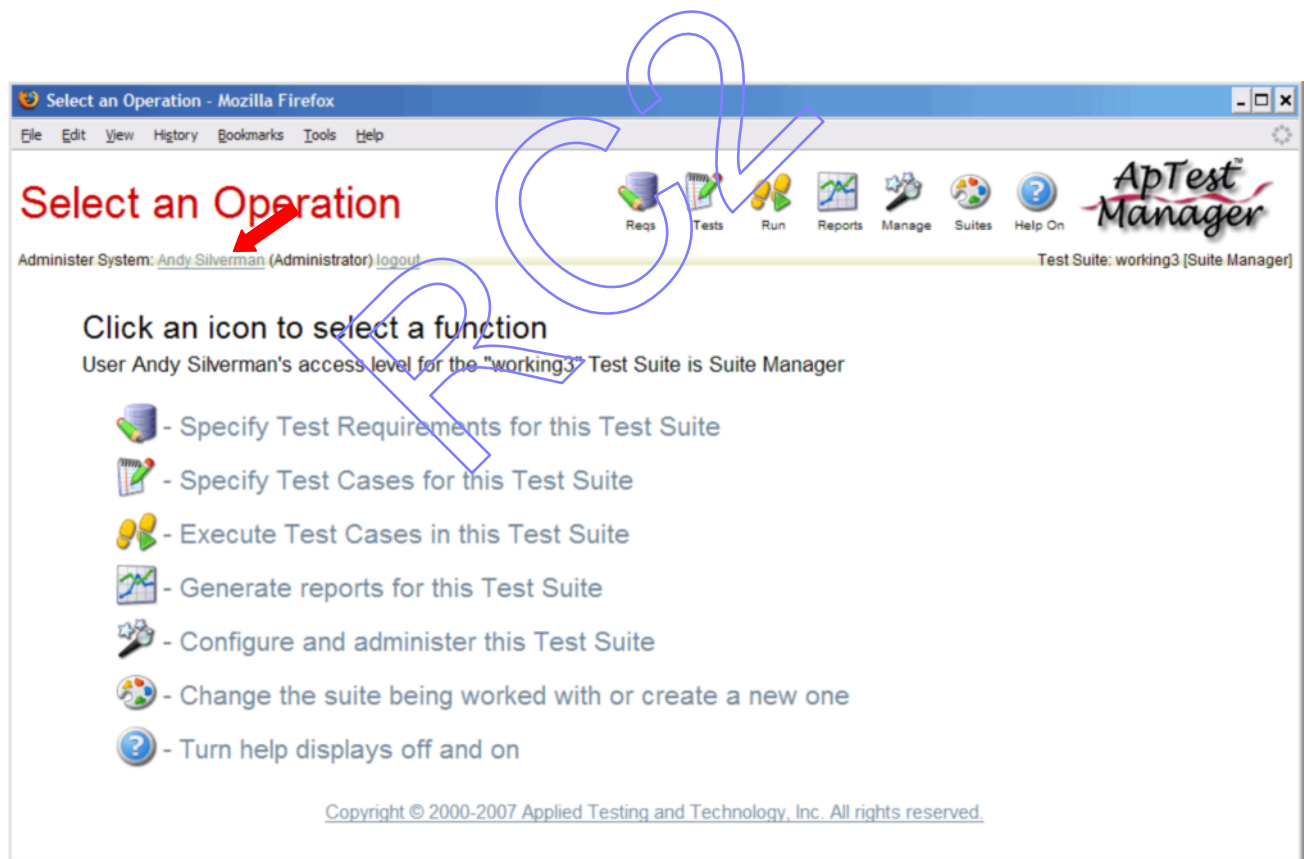 Select an Operation - Mozilla Firefox
File Edit View History Bookmarks Tools Help
Select an Operation
Reqs Tests Run Reports Manage Suites Help On
ApTest™
Manager
Administer System: Andy Silverman (Administrator) logout
Test Suite: working3 [Suite Manager]
Click an icon to select a function
User Andy Silverman's access level for the "working3" Test Suite is Suite Manager
- Specify Test Requirements for this Test Suite
- Specify Test Cases for this Test Suite
- Execute Test Cases in this Test Suite
- Generate reports for this Test Suite
- Configure and administer this Test Suite
- Change the suite being worked with or create a new one
- Turn help displays off and on
Copyright © 2000-2007 Applied Testing and Technology, Inc. All rights reserved.
RC2